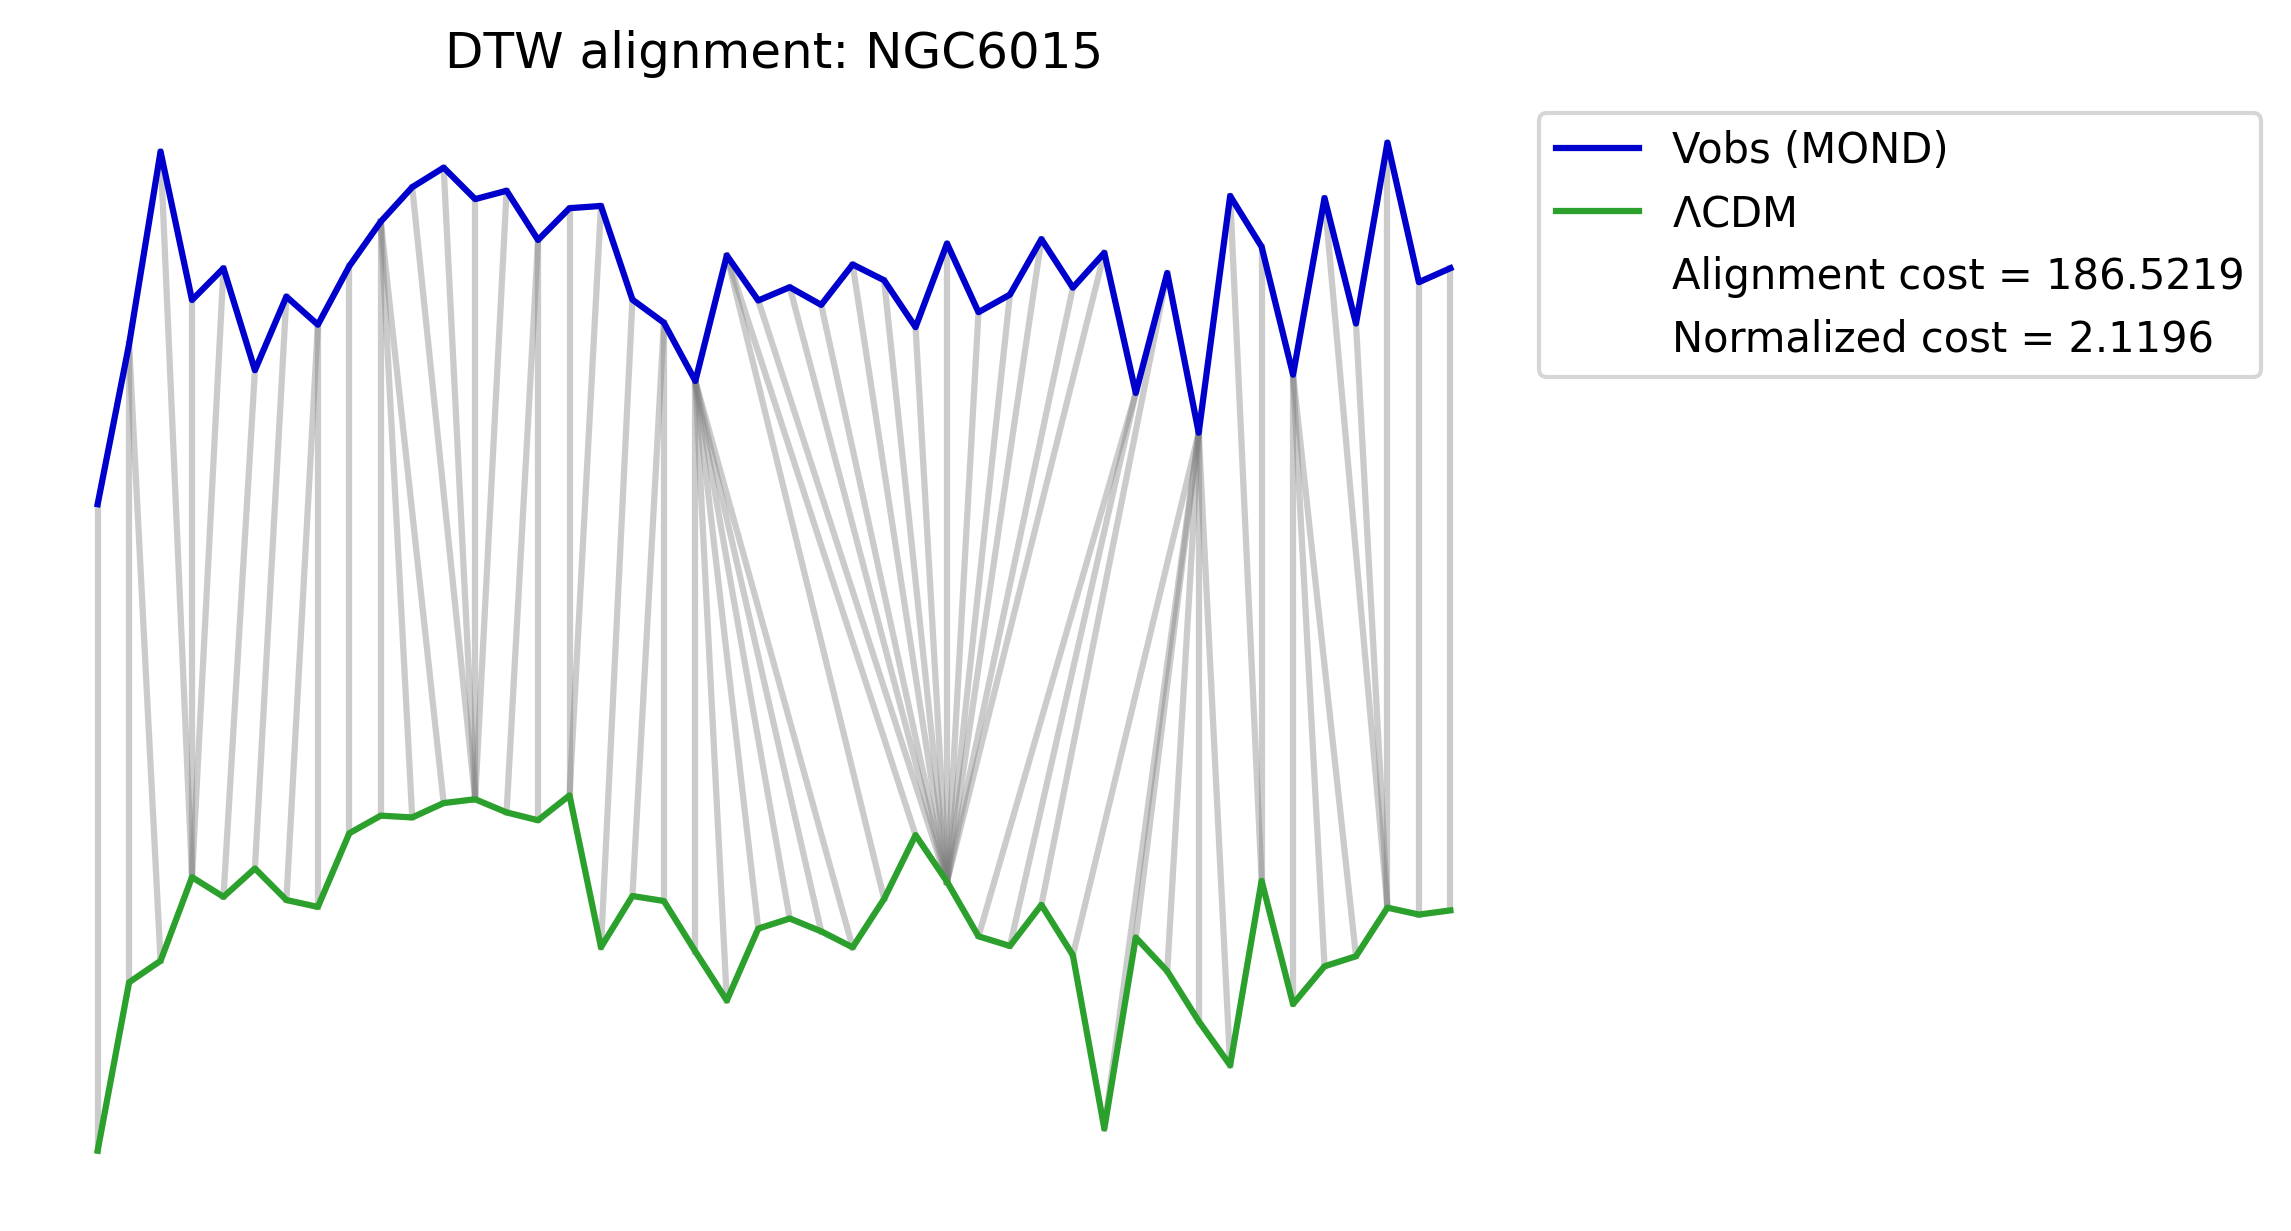 DTW alignment: NGC6015
Vobs (MOND)
ΛCDM
Alignment cost = 186.5219
Normalized cost = 2.1196